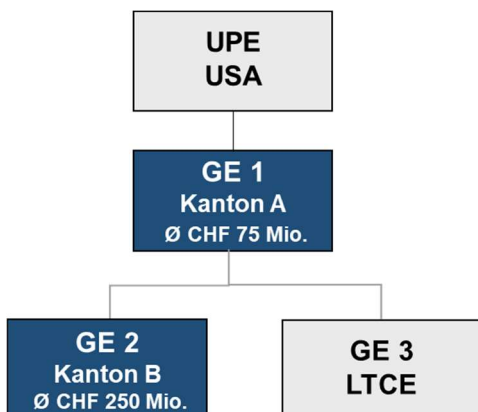 UPE
USA
GE 1
Kanton A
Ø CHF 75 Mio.
GE 2
Kanton B
Ø CHF 250 Mio.
GE 3
LTCE